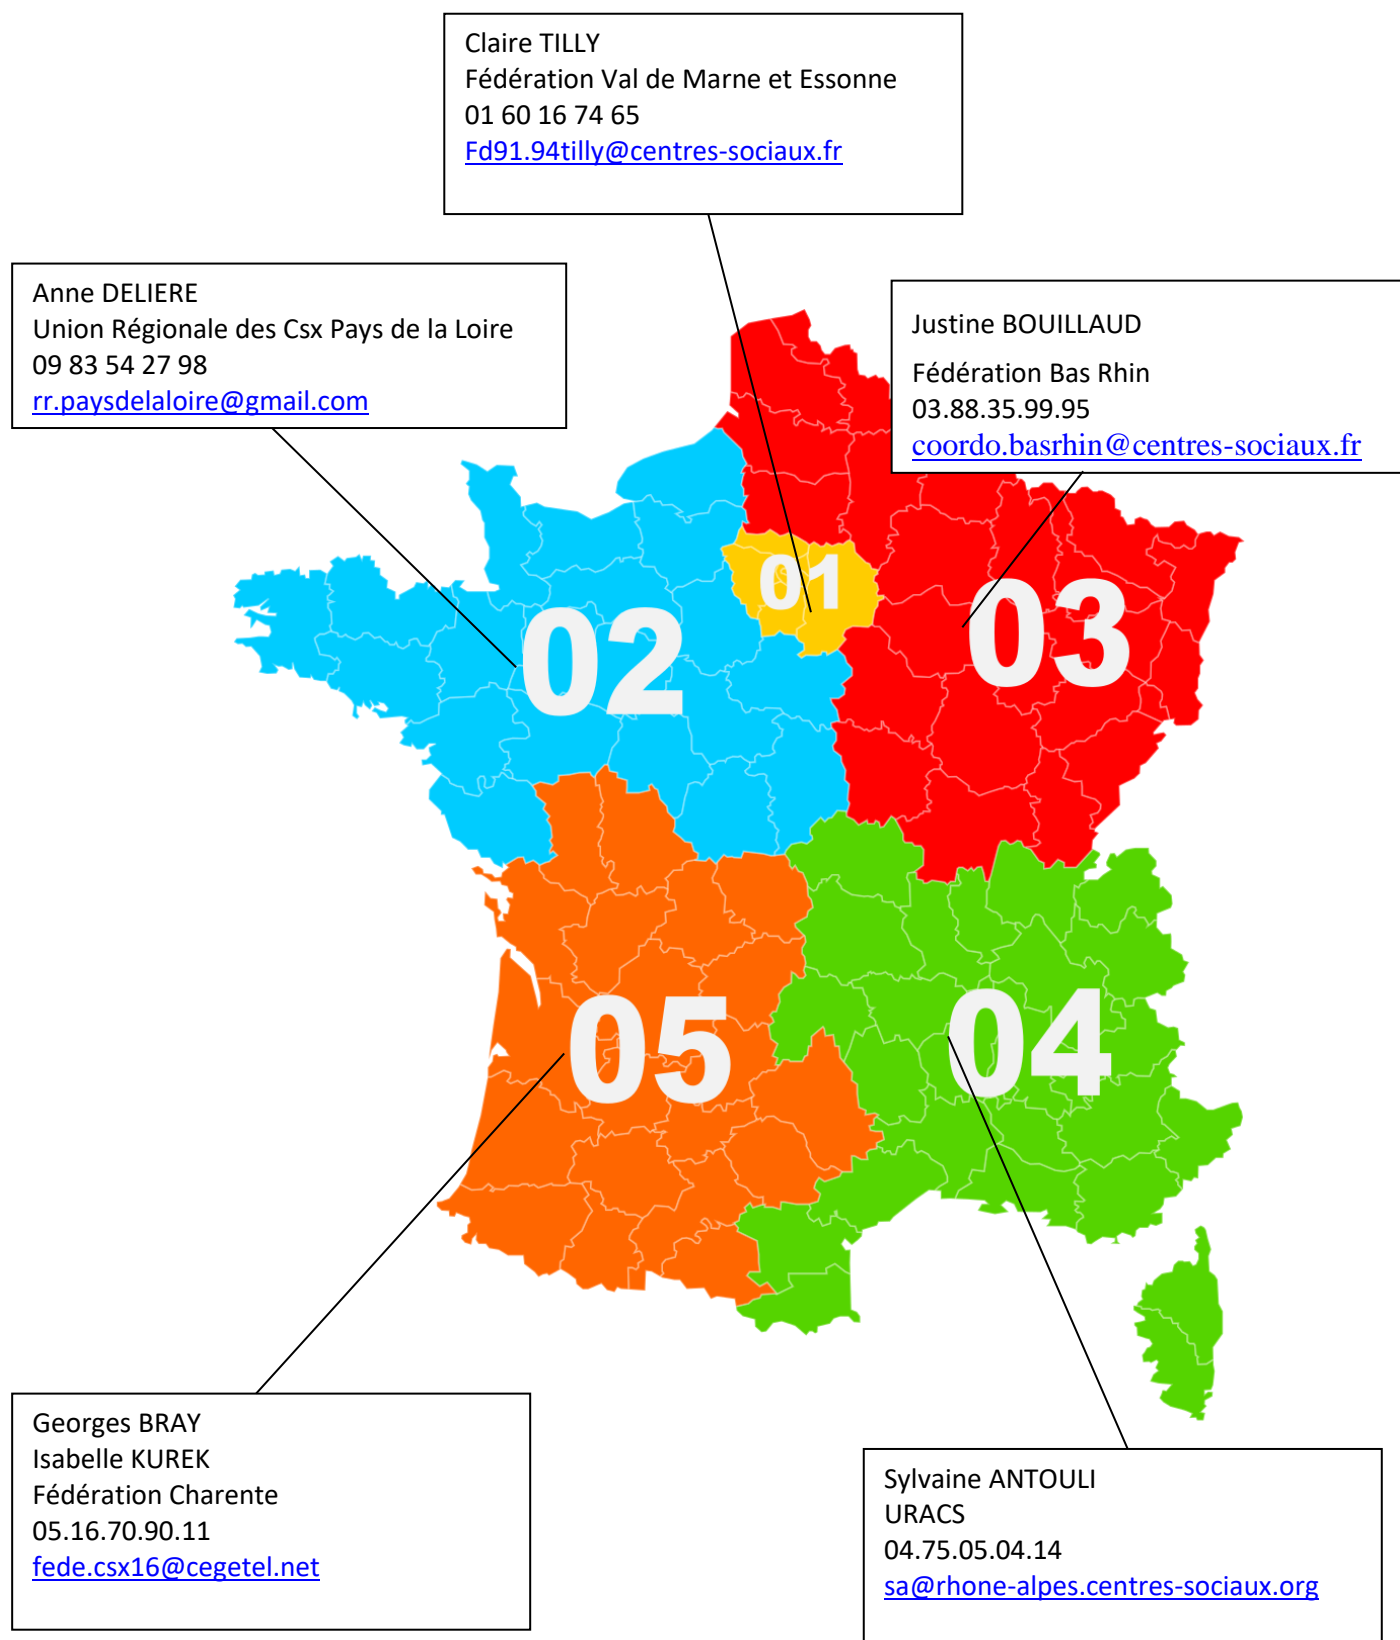 Claire TILLY
Fédération Val de Marne et Essonne
01 60 16 74 65
Fd91.94tilly@centres-sociaux.fr
Anne DELIERE
Union Régionale des Csx Pays de la Loire
09 83 54 27 98
rr.paysdelaloire@gmail.com
Justine BOUILLAUD
Fédération Bas Rhin
03.88.35.99.95
coordo.basrhin@centres-sociaux.fr
01
02
03
04
05
Georges BRAY
Isabelle KUREK
Fédération Charente
05.16.70.90.11
fede.csx16@cegetel.net
Sylvaine ANTOULI
URACS
04.75.05.04.14
sa@rhone-alpes.centres-sociaux.org